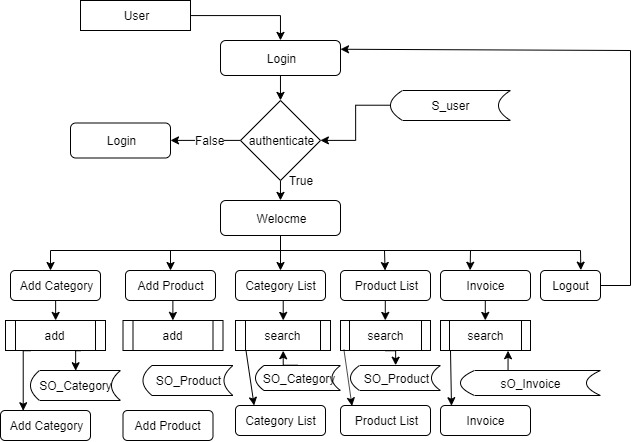 User
Login
S_user
Login
False
authenticate
True
Welocme
Add Category
Add Product
Category List
Product List
Invoice
Logout
add
add
search
search
search
SO_Category
SO_Product
SO_Category
SO_Product
sO_Invoice
Add Category
Add Product
Category List
Product List
Invoice